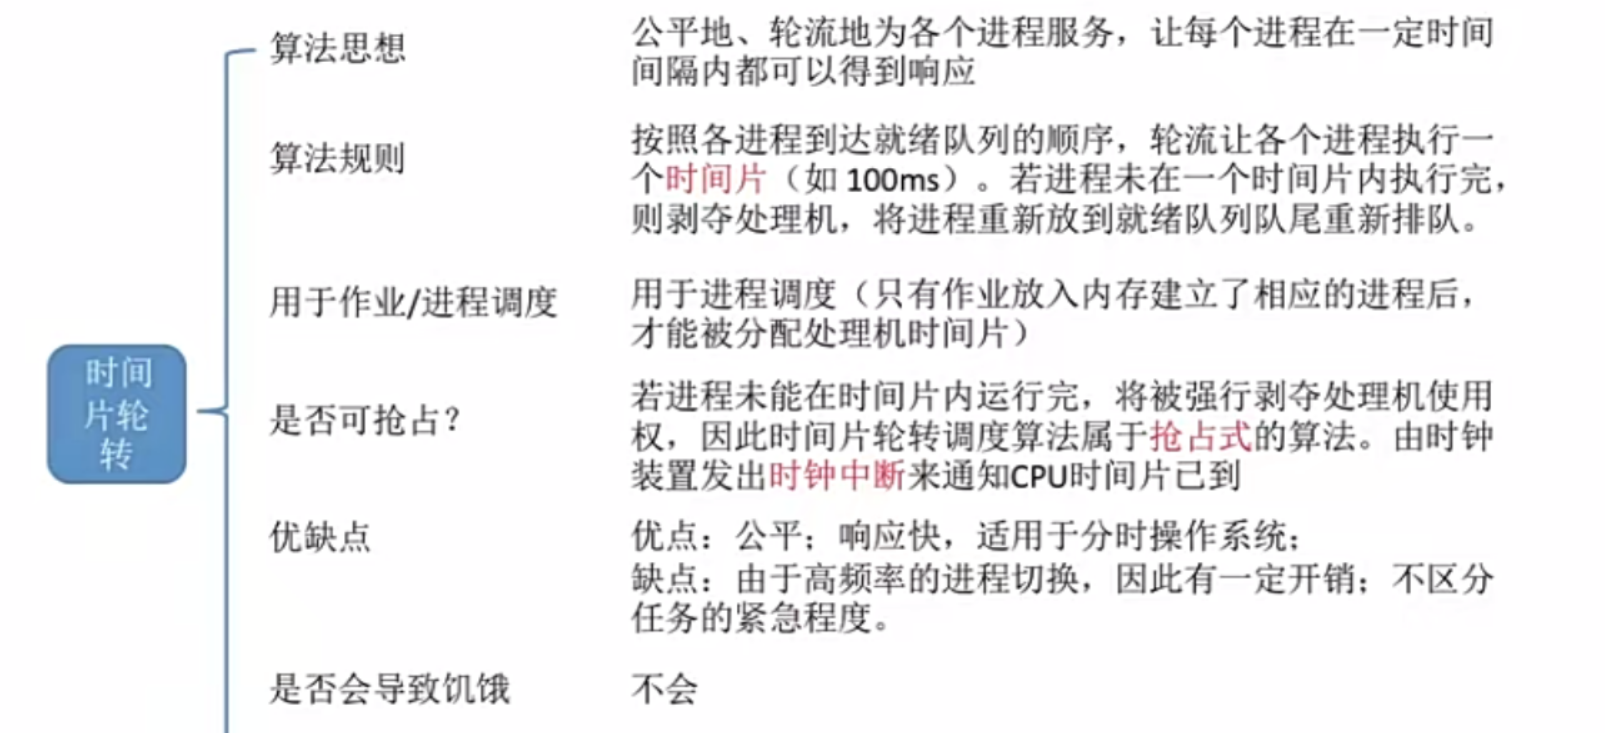 算法思想
公平地、轮流地为各个进程服务，让每个进程在一定时间
间隔内都可以得到响应
算法规则
按照各进程到达就绪队列的顺序，轮流让各个进程执行一
个时间片（如 100ms）。若进程未在一个时间片内执行完，
则剥夺处理机，将进程重新放到就绪队列队尾重新排队。
用于作业/进程调度
用于进程调度（只有作业放入内存建立了相应的进程后，
才能被分配处理机时间片）
时间
片轮
转
是否可抢占？
若进程未能在时间片内运行完，将被强行剥夺处理机使用
权，因此时间片轮转调度算法属于抢占式的算法。由时钟
装置发出时钟中断来通知CPU时间片已到
优缺点
优点：公平；响应快，适用于分时操作系统；
缺点：由于高频率的进程切换，因此有一定开销；不区分
任务的紧急程度。
是否会导致饥饿
不会